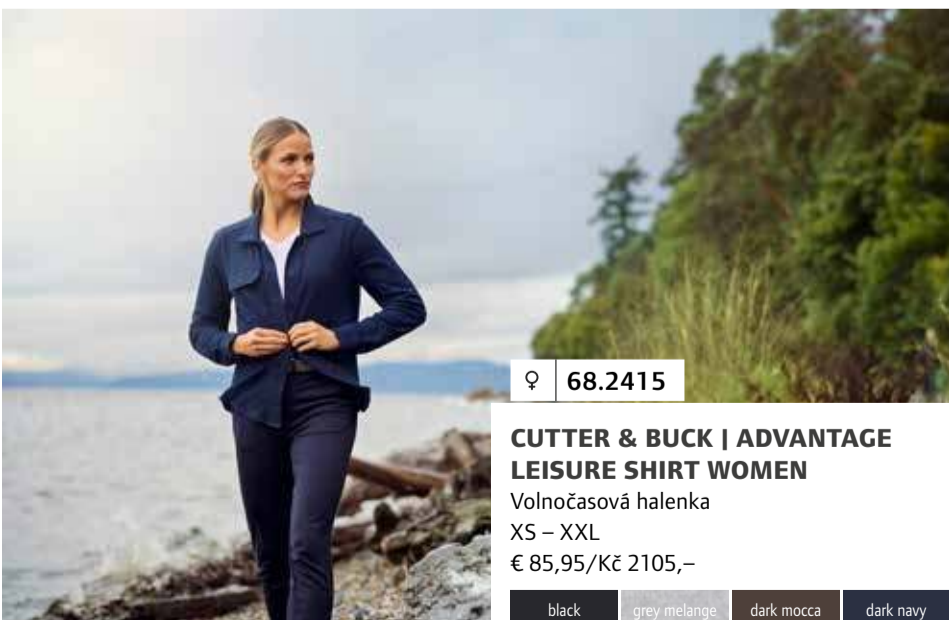 ♀ 68.2415
CUTTER & BUCK | ADVANTAGE
LEISURE SHIRT WOMEN
Volnočasová halenka
XS – XXL
€ 85,95/Kč 2105,–
black grey melange dark mocca dark navy